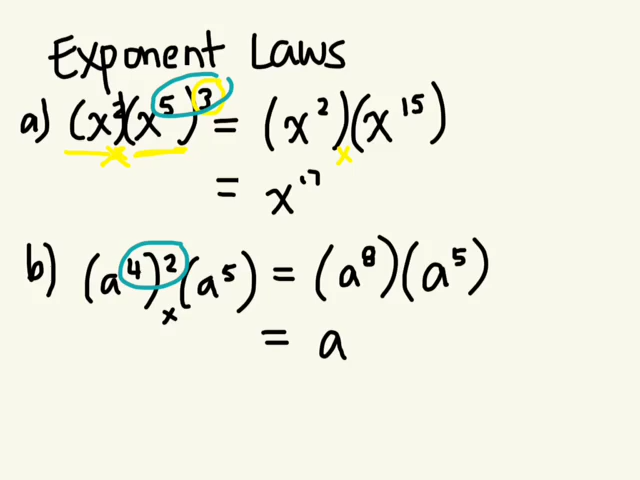 Exponent Laws
a) (x²)(x⁵)³ = (x²)(x¹⁵)
x x
= x¹⁷
b) (a⁴)²(a⁵) = (a⁸)(a⁵)
x
= a